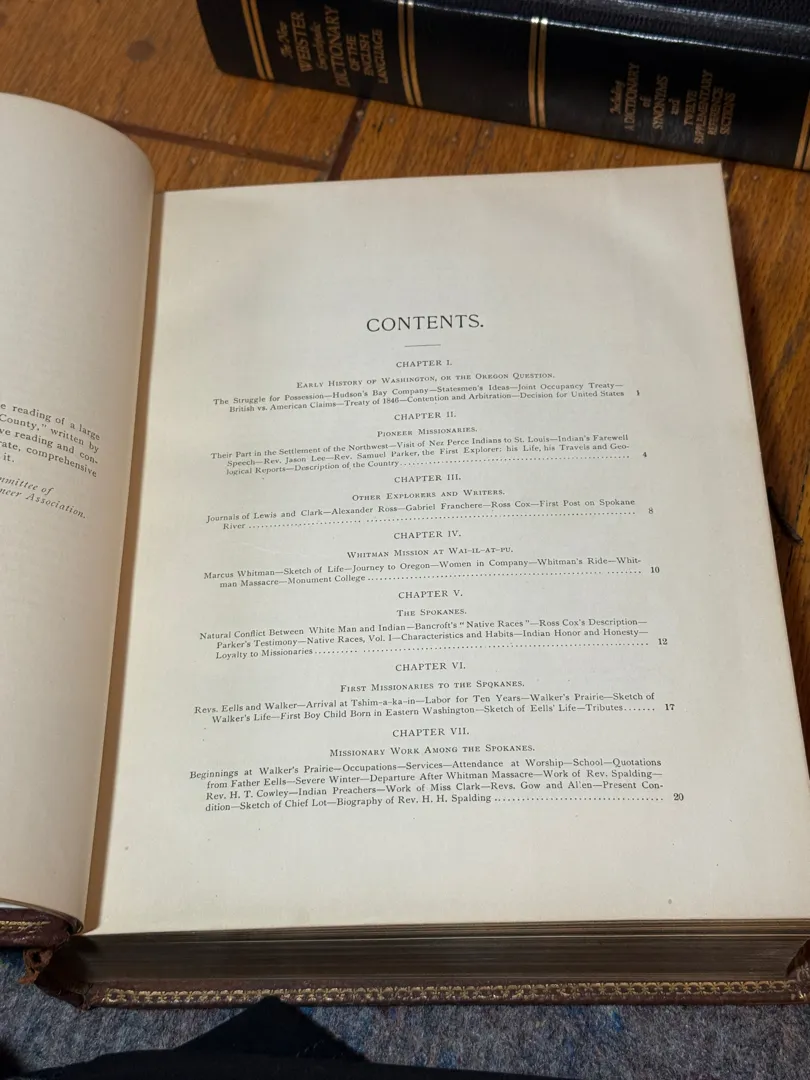 The New
WEBSTER
Encyclopedic
DICTIONARY
OF THE
ENGLISH
LANGUAGE
Including
A DICTIONARY
of
SYNONYMS
and
TWELVE
SUPPLEMENTARY
REFERENCE
SECTIONS
e reading of a large
County," written by
ve reading and con-
rate, comprehensive
it.
mmittee of
neer Association.
CONTENTS.
CHAPTER I.
EARLY HISTORY OF WASHINGTON, OR THE OREGON QUESTION.
The Struggle for Possession—Hudson's Bay Company—Statesmen's Ideas—Joint Occupancy Treaty—
British vs. American Claims—Treaty of 1846—Contention and Arbitration—Decision for United States 1
CHAPTER II.
PIONEER MISSIONARIES.
Their Part in the Settlement of the Northwest—Visit of Nez Perce Indians to St. Louis—Indian's Farewell
Speech—Rev. Jason Lee—Rev. Samuel Parker, the First Explorer: his Life, his Travels and Geo-
logical Reports—Description of the Country ........................................ 4
CHAPTER III.
OTHER EXPLORERS AND WRITERS.
Journals of Lewis and Clark—Alexander Ross—Gabriel Franchere—Ross Cox—First Post on Spokane
River ........................................ 8
CHAPTER IV.
WHITMAN MISSION AT WAI-IL-AT-PU.
Marcus Whitman—Sketch of Life—Journey to Oregon—Women in Company—Whitman's Ride—Whit-
man Massacre—Monument College ........................................ 10
CHAPTER V.
THE SPOKANES.
Natural Conflict Between White Man and Indian—Bancroft's "Native Races"—Ross Cox's Description—
Parker's Testimony—Native Races, Vol. I—Characteristics and Habits—Indian Honor and Honesty—
Loyalty to Missionaries ........................................ 12
CHAPTER VI.
FIRST MISSIONARIES TO THE SPOKANES.
Revs. Eells and Walker—Arrival at Tshim-a-ka-in—Labor for Ten Years—Walker's Prairie—Sketch of
Walker's Life—First Boy Child Born in Eastern Washington—Sketch of Eells' Life—Tributes....... 17
CHAPTER VII.
MISSIONARY WORK AMONG THE SPOKANES.
Beginnings at Walker's Prairie—Occupations—Services—Attendance at Worship—School—Quotations
from Father Eells—Severe Winter—Departure After Whitman Massacre—Work of Rev. Spalding—
Rev. H. T. Cowley—Indian Preachers—Work of Miss Clark—Revs. Gow and Allen—Present Con-
dition—Sketch of Chief Lot—Biography of Rev. H. H. Spalding ........................................ 20